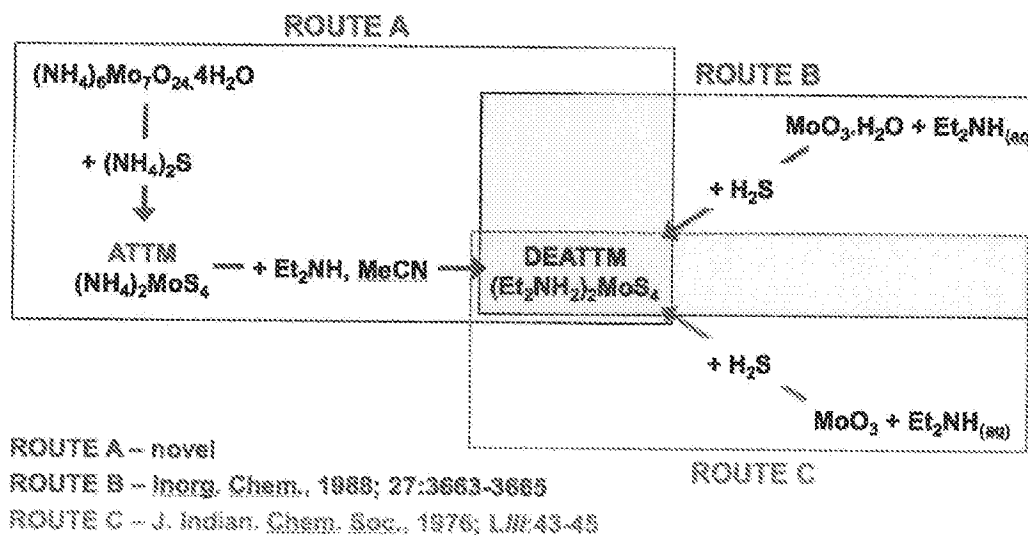 ROUTE A
(NH₄)₆Mo₇O₂₄.4H₂O
+ (NH₄)₂S
ATTM
(NH₄)₂MoS₄
+ Et₂NH, MeCN
ROUTE B
MoO₃.H₂O + Et₂NH(aq
+ H₂S
DEATTM
(Et₂NH₂)₂MoS₄
+ H₂S
MoO₃ + Et₂NH(aq)
ROUTE C
ROUTE A – novel
ROUTE B – Inorg. Chem., 1988; 27:3663-3665
ROUTE C – J. Indian. Chem. Soc., 1976; LIII:43-45